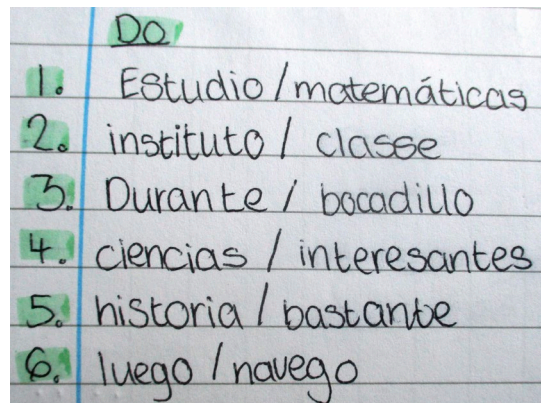 DO
1. Estudio / matemáticas
2. instituto / classe
3. Durante / bocadillo
4. ciencias / interesantes
5. historia / bastante
6. luego / navego